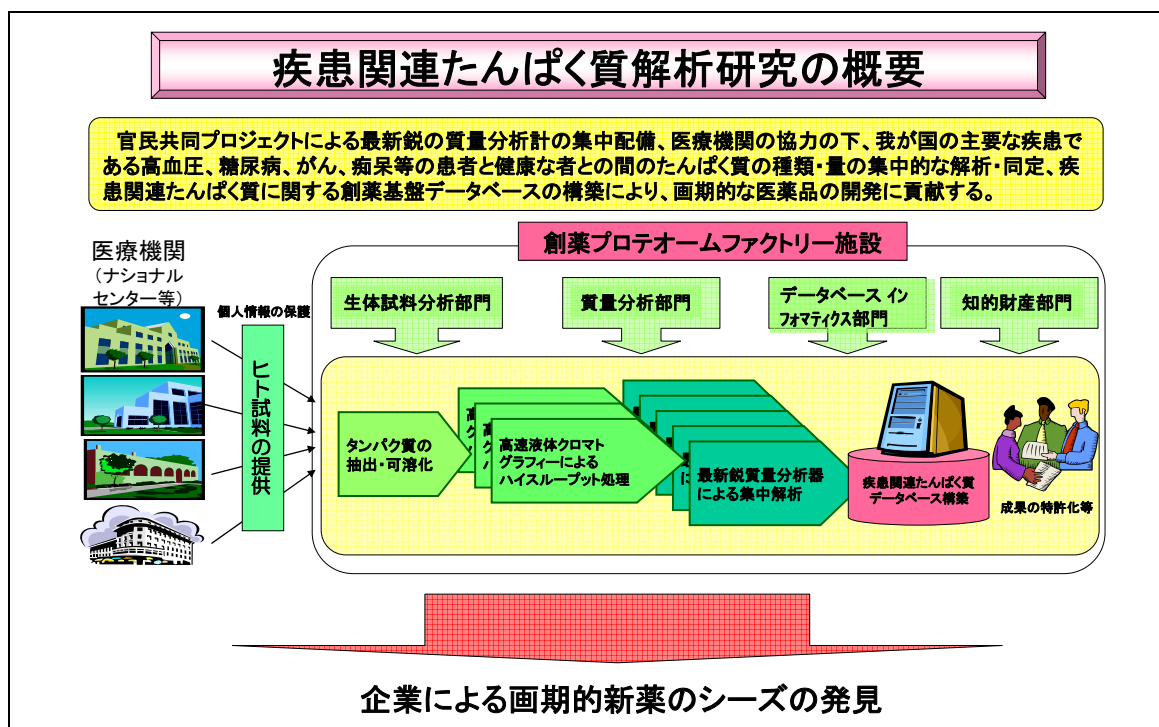 疾患関連たんぱく質解析研究の概要
官民共同プロジェクトによる最新鋭の質量分析計の集中配備、医療機関の協力の下、我が国の主要な疾患で
ある高血圧、糖尿病、がん、痴呆等の患者と健康な者との間のたんぱく質の種類・量の集中的な解析・同定、疾
患関連たんぱく質に関する創薬基盤データベースの構築により、画期的な医薬品の開発に貢献する。
創薬プロテオームファクトリー施設
医療機関
（ナショナル
センター等）
個人情報の保護
ヒト試料の提供
生体試料分析部門
質量分析部門
データベース イン
フォマティクス部門
知的財産部門
タンパク質の
抽出・可溶化
高速液体クロマト
グラフィーによる
ハイスループット処理
最新鋭質量分析器
による集中解析
疾患関連たんぱく質
データベース構築
成果の特許化等
企業による画期的新薬のシーズの発見